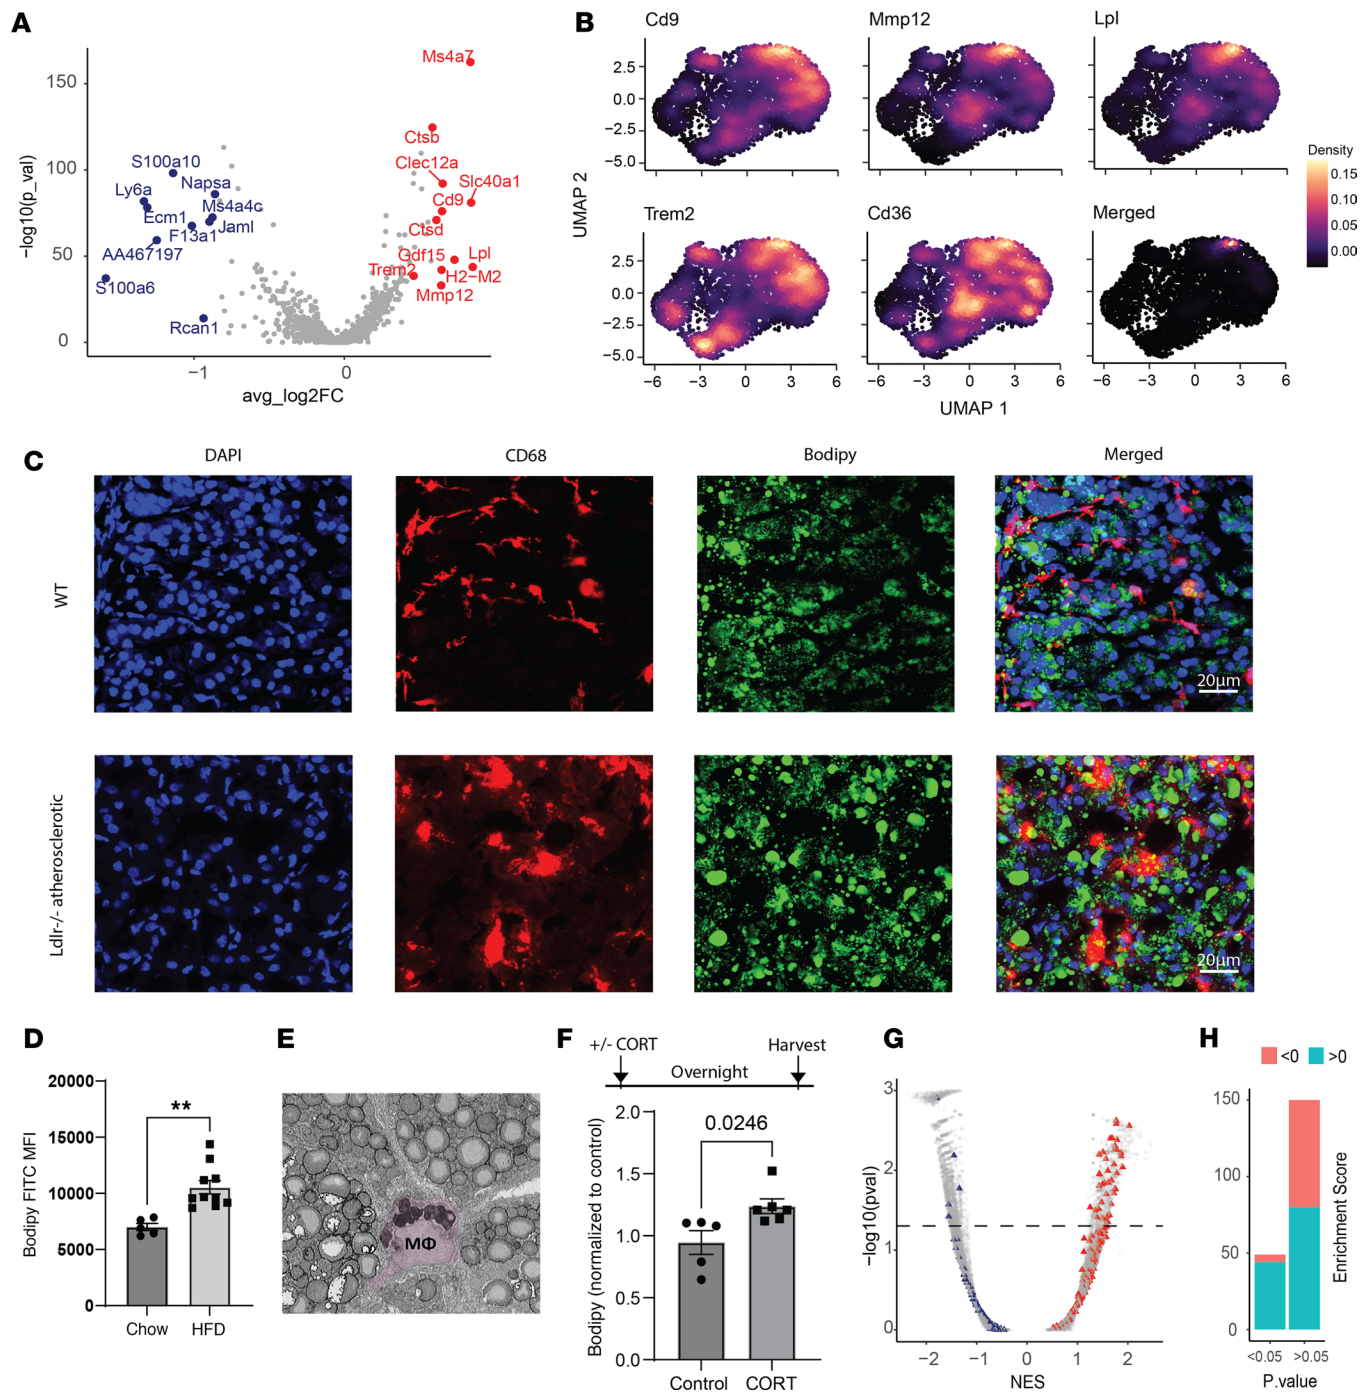 A
150
100
50
0
−log10(p_val)
Ms4a7
Ctsb
Clec12a
Slc40a1
Cd9
Ctsd
Gdf15
Lpl
Trem2
H2−M2
Mmp12
S100a10
Ly6a
Napsa
Ms4a4c
Ecm1
Jaml
F13a1
AA467197
S100a6
Rcan1
−1
0
avg_log2FC
B
Cd9
Mmp12
Lpl
2.5
0.0
−2.5
−5.0
Trem2
Cd36
Merged
2.5
0.0
−2.5
−5.0
UMAP 2
−6 −3 0 3 6
−6 −3 0 3 6
−6 −3 0 3 6
UMAP 1
Density
0.15
0.10
0.05
0.00
C
DAPI
CD68
Bodipy
Merged
WT
20μm
Ldlr-/- atherosclerotic
20μm
D
20000
15000
10000
5000
0
Bodipy FITC MFI
**
Chow
HFD
E
MΦ
F
+/- CORT
Harvest
Overnight
2.0
1.5
1.0
0.5
0.0
Bodipy (normalized to control)
0.0246
Control
CORT
G
3
2
1
0
−log10(pval)
−2 −1 0 1 2
NES
H
<0
>0
150
100
50
0
Enrichment Score
<0.05
>0.05
P.value